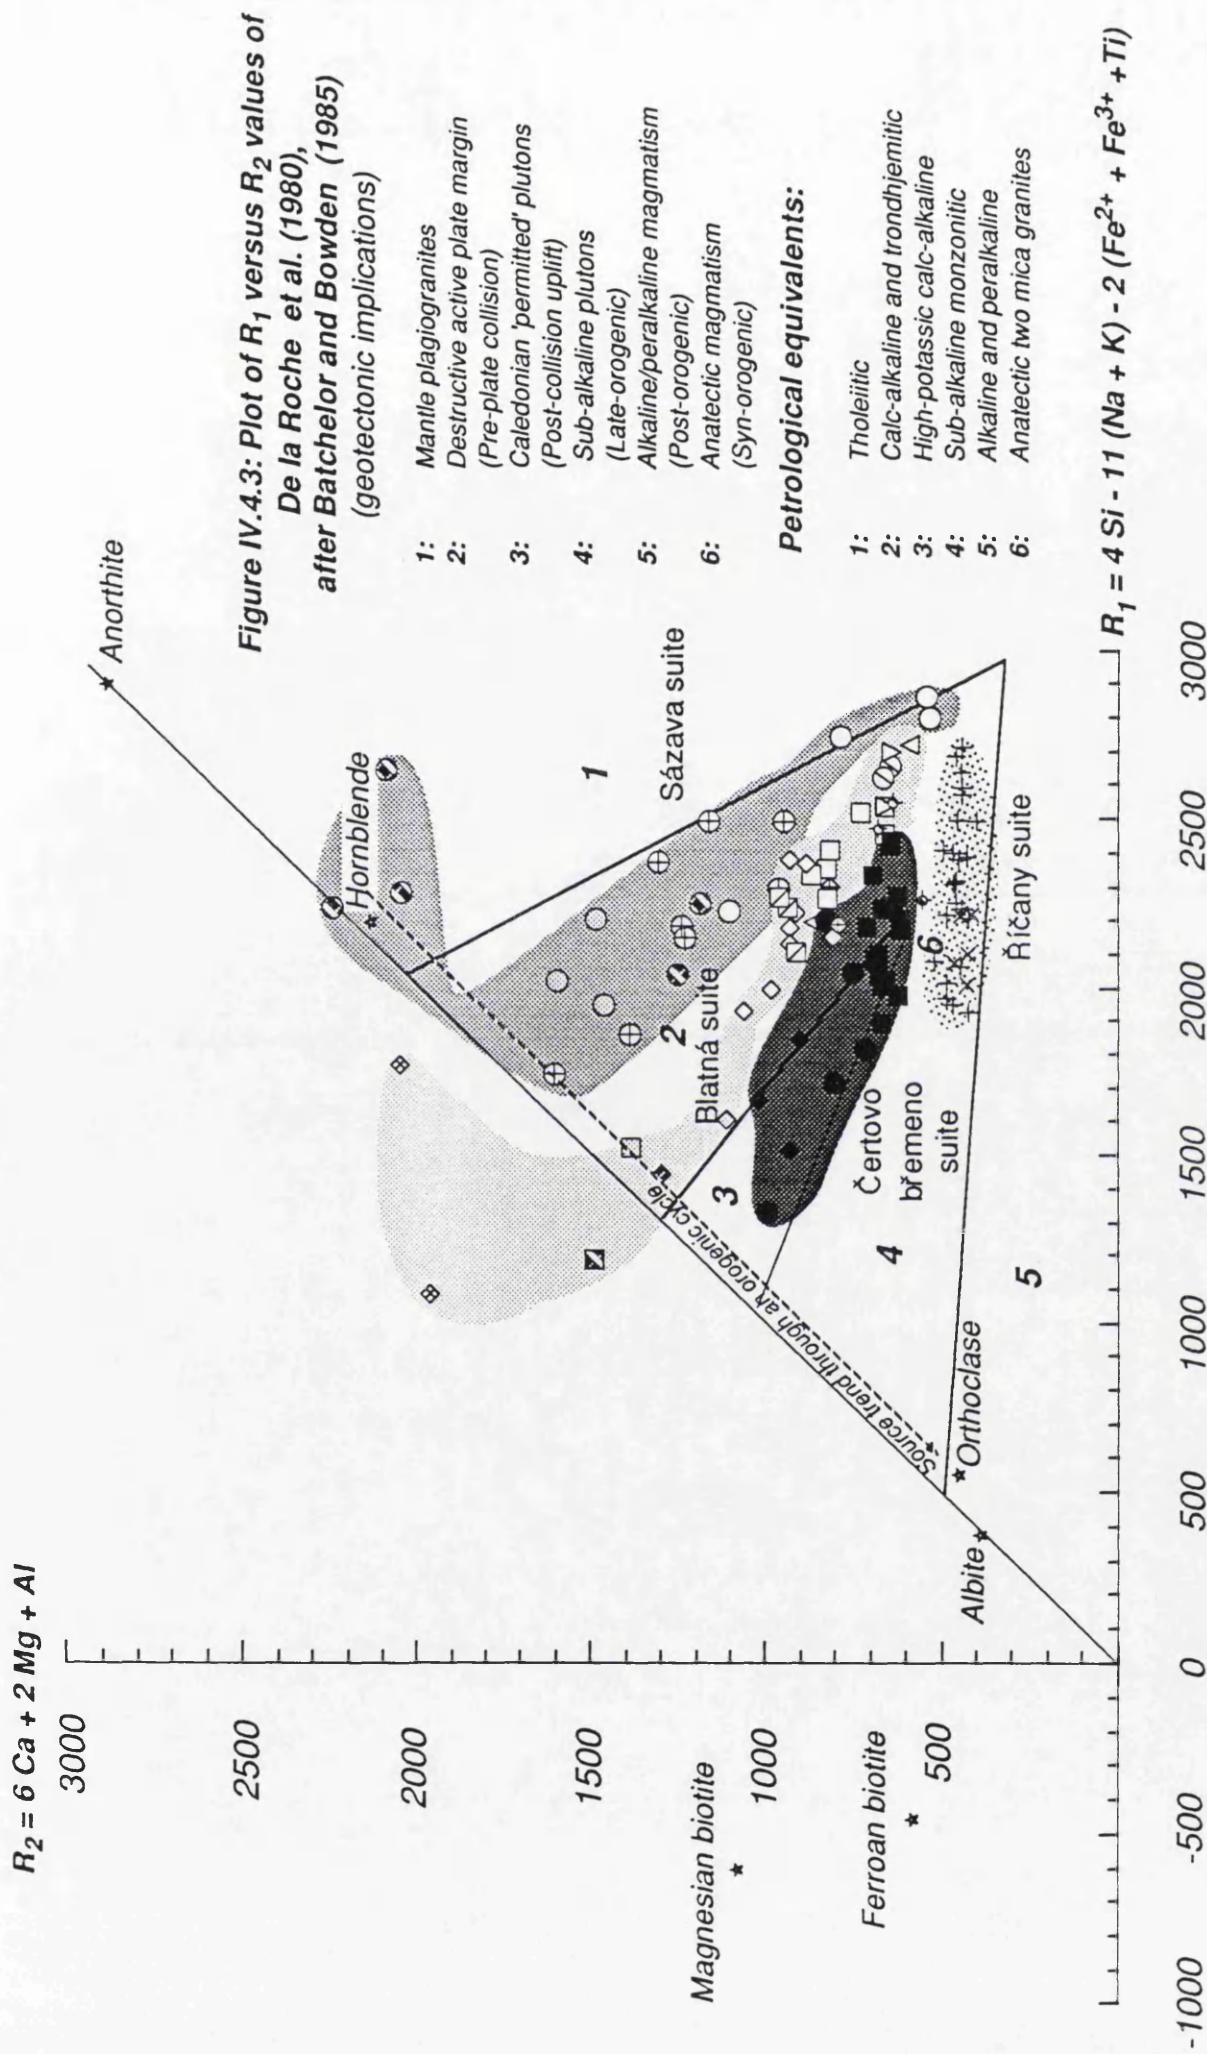 R2 = 6 Ca + 2 Mg + Al
3000
2500
2000
1500
1000
500
Anorthite
Hornblende
Magnesian biotite
Ferroan biotite
Albite
Orthoclase
Source trend through an orogenic cycle
1
2
3
4
5
6
Sázava suite
Blatná suite
Čertovo
břemeno
suite
Říčany suite
-1000
-500
0
500
1000
1500
2000
2500
3000
R1 = 4 Si - 11 (Na + K) - 2 (Fe2+ + Fe3+ +Ti)
Figure IV.4.3: Plot of R1 versus R2 values of
De la Roche et al. (1980),
after Batchelor and Bowden (1985)
(geotectonic implications)
1: Mantle plagiogranites
2: Destructive active plate margin
(Pre-plate collision)
3: Caledonian 'permitted' plutons
(Post-collision uplift)
4: Sub-alkaline plutons
(Late-orogenic)
5: Alkaline/peralkaline magmatism
(Post-orogenic)
6: Anatectic magmatism
(Syn-orogenic)
Petrological equivalents:
1: Tholeiitic
2: Calc-alkaline and trondhjemitic
3: High-potassic calc-alkaline
4: Sub-alkaline monzonitic
5: Alkaline and peralkaline
6: Anatectic two mica granites